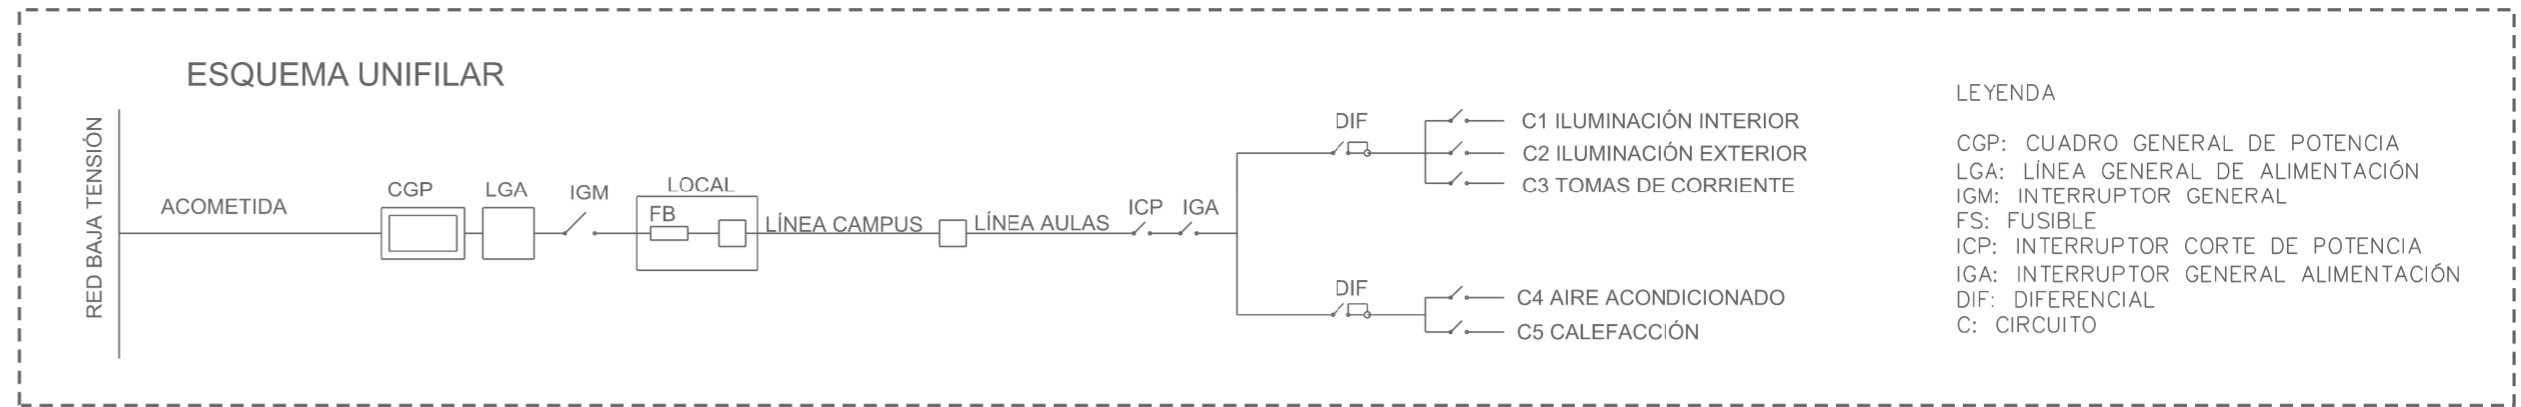 ESQUEMA UNIFILAR
RED BAJA TENSIÓN
ACOMETIDA
CGP
LGA
IGM
LOCAL
FB
LÍNEA CAMPUS
LÍNEA AULAS
ICP
IGA
DIF
C1 ILUMINACIÓN INTERIOR
C2 ILUMINACIÓN EXTERIOR
C3 TOMAS DE CORRIENTE
DIF
C4 AIRE ACONDICIONADO
C5 CALEFACCIÓN
LEYENDA
CGP: CUADRO GENERAL DE POTENCIA
LGA: LÍNEA GENERAL DE ALIMENTACIÓN
IGM: INTERRUPTOR GENERAL
FS: FUSIBLE
ICP: INTERRUPTOR CORTE DE POTENCIA
IGA: INTERRUPTOR GENERAL ALIMENTACIÓN
DIF: DIFERENCIAL
C: CIRCUITO